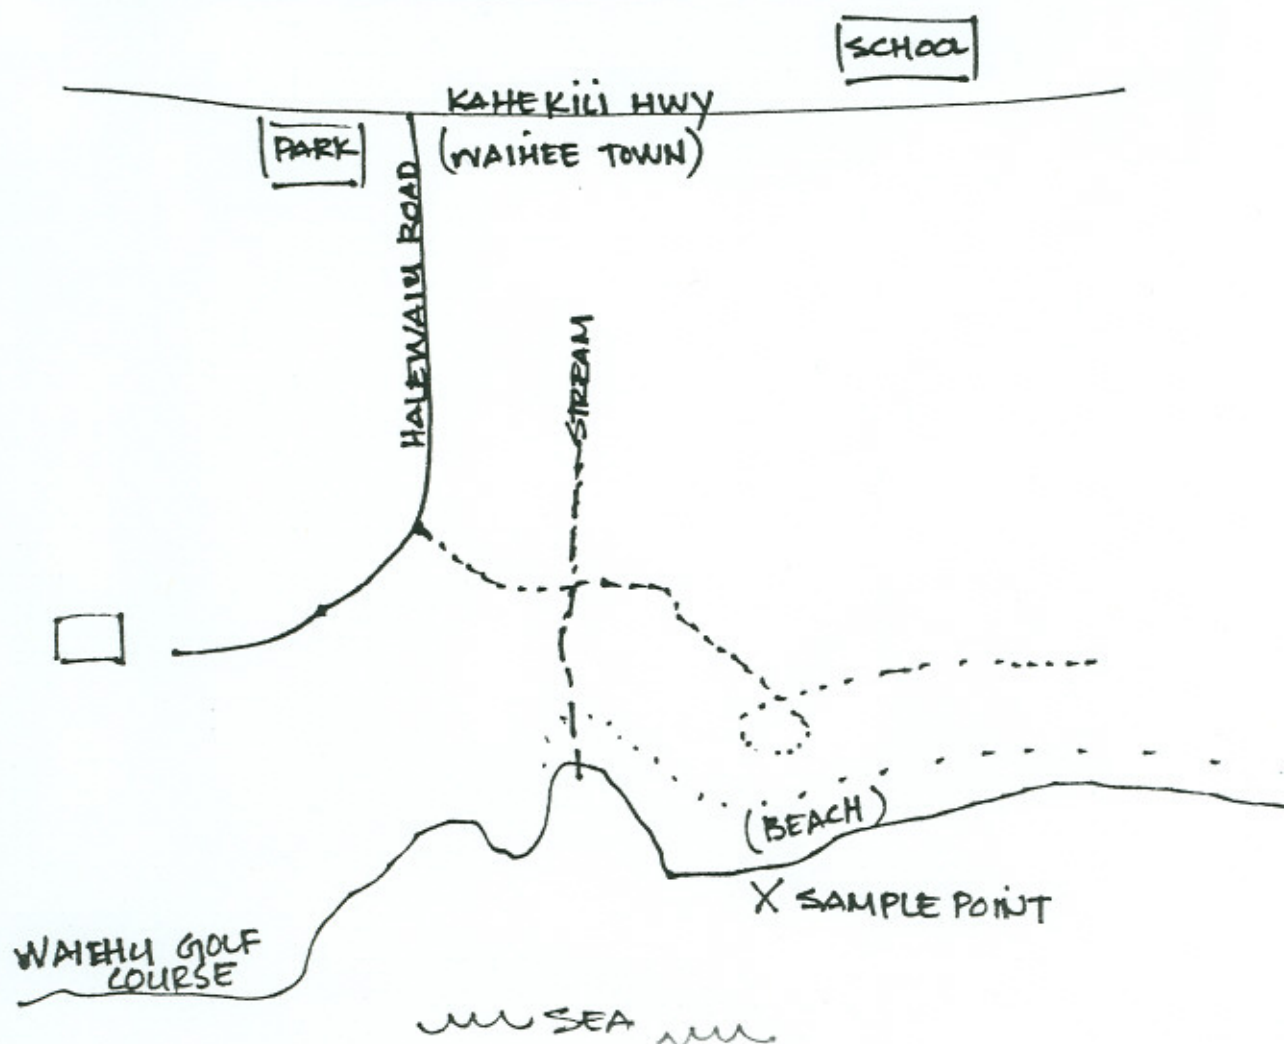 SCHOOL
KAHEKILI HWY
PARK
(WAIHEE TOWN)
HALEWAIU ROAD
STREAM
(BEACH)
X SAMPLE POINT
WAIEHU GOLF
COURSE
SEA